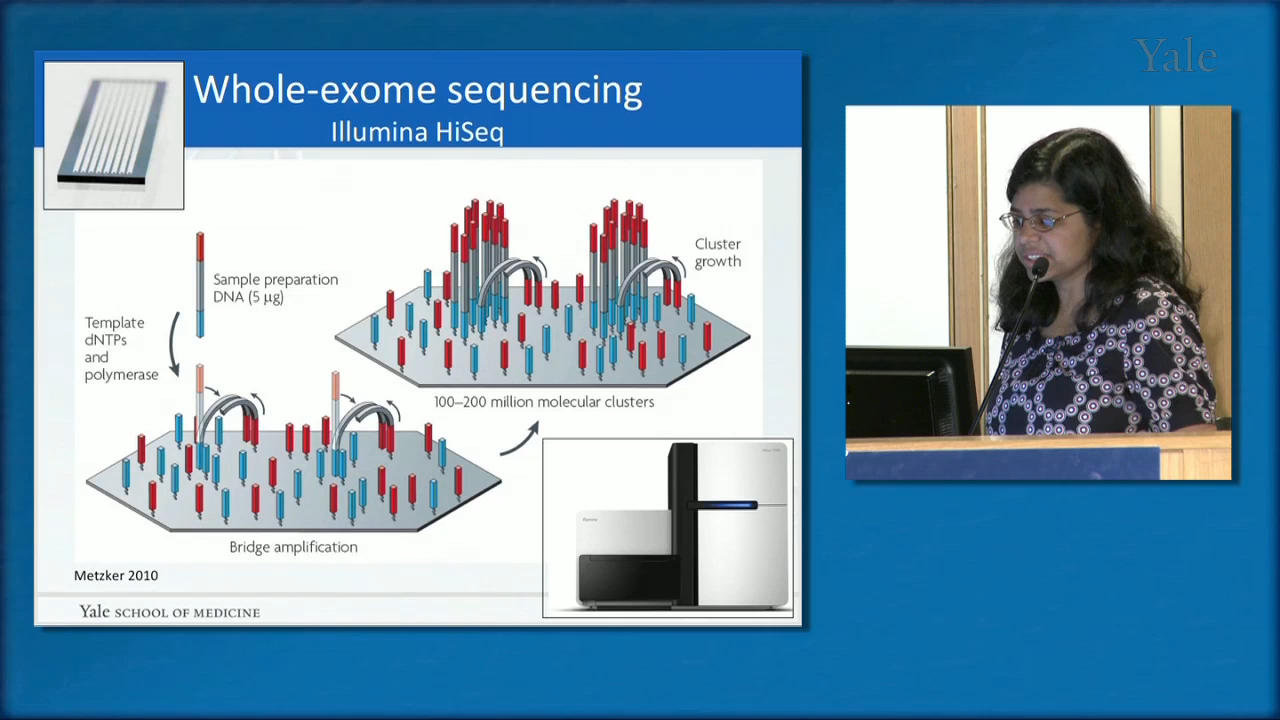 Yale
Whole-exome sequencing
Illumina HiSeq
Sample preparation
DNA (5 µg)
Template
dNTPs
and
polymerase
Cluster
growth
100–200 million molecular clusters
Bridge amplification
Metzker 2010
Yale SCHOOL OF MEDICINE